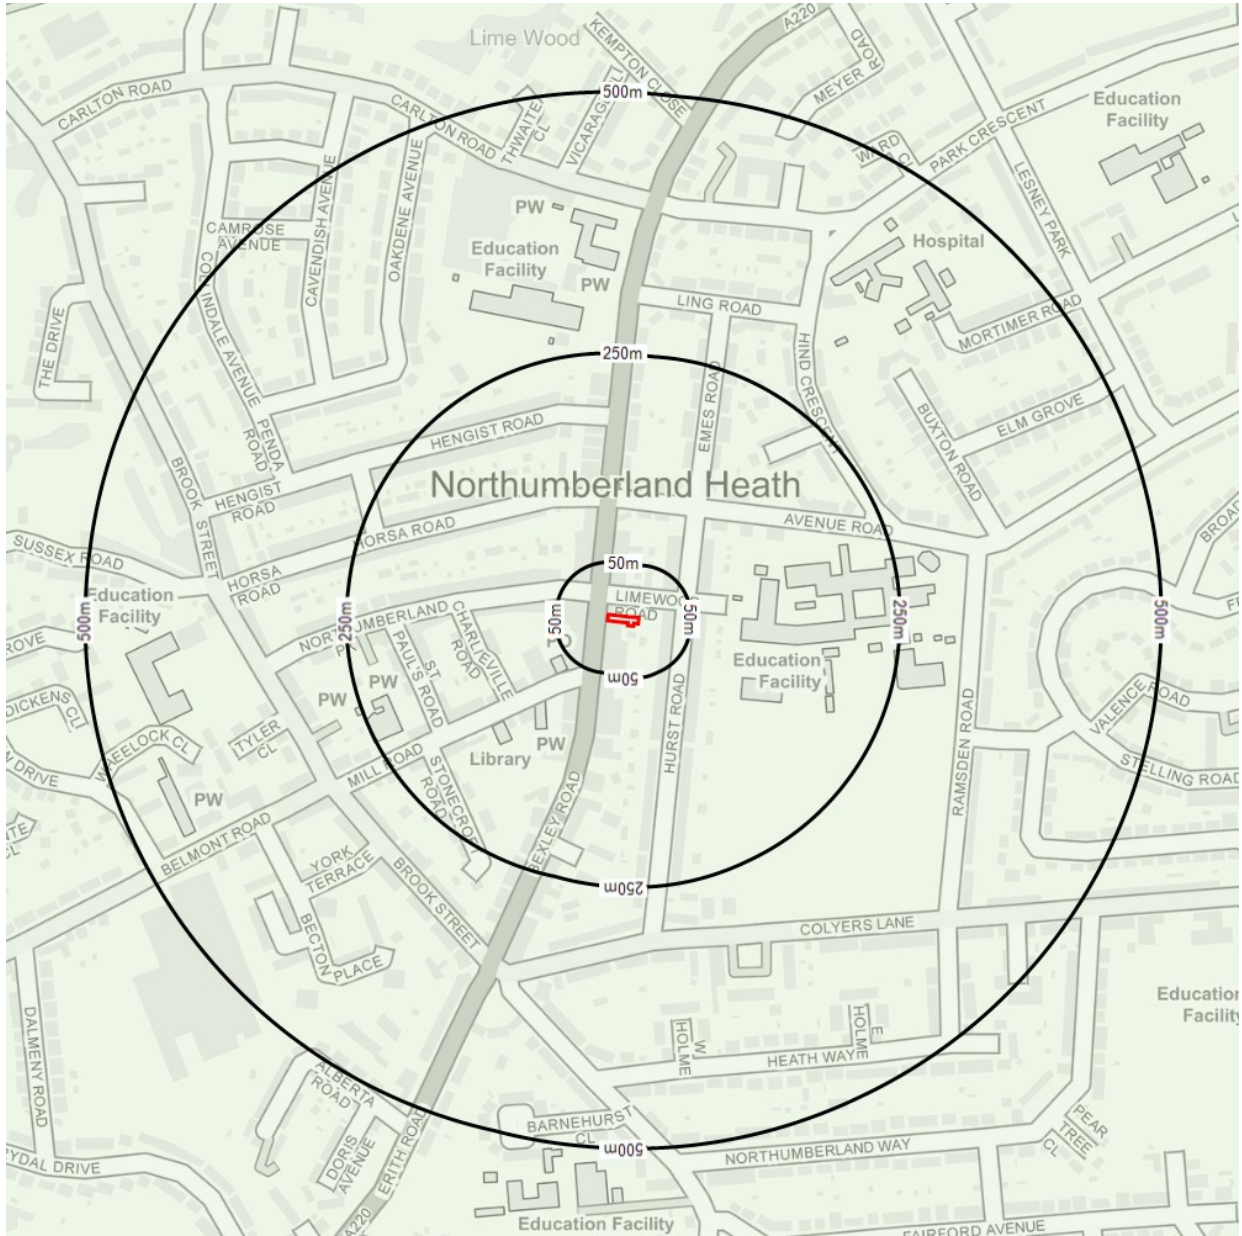 Lime Wood
KEMPTON CLOSE
A220
MEYER
ROAD
CARLTON ROAD
500m
CARLTON ROAD
VICARAGE
WARD
PARK CRESCENT
Education
Facility
LESNEY PARK
CAMROSE
AVENUE
CAVENDISH AVENUE
OAKDENE AVENUE
PW
Education
Facility
PW
Hospital
COLINDALE AVENUE
THE DRIVE
LING ROAD
HIND CRESCENT
MORTIMER ROAD
250m
EMES ROAD
BUXTON ROAD
ELM GROVE
PENDA
ROAD
HENGIST ROAD
BROOK STREET
HENGIST
ROAD
Northumberland Heath
HORSA ROAD
AVENUE ROAD
BROAD
SUSSEX ROAD
HORSA
ROAD
50m
Education
Facility
LIMEWOOD
ROAD
500m
250m
50m
50m
250m
500m
NORTHUMBERLAND
CHARLIEVILLE
ROAD
ST
PAUL'S ROAD
PW
PW
DICKENS CL
WHEELOCK CL
TYLER
CL
50m
HURST ROAD
Education
Facility
RAMSDEN ROAD
VALENCE ROAD
STELLING ROAD
MILL ROAD
Library
PW
STONECROFT
ROAD
PW
BELMONT ROAD
YORK
TERRACE
BROOK STREET
BEXLEY ROAD
250m
BECTON
PLACE
COLYERS LANE
Education
Facility
DALMENY ROAD
W
HOLME
E
HOLME
HEATH WAY
ALBERTA
ROAD
DORIS
AVENUE
ERITH ROAD
A220
BARNEHURST
CL
500m
NORTHUMBERLAND WAY
PEAR
TREE
CL
Education Facility
FAIRFORD AVENUE